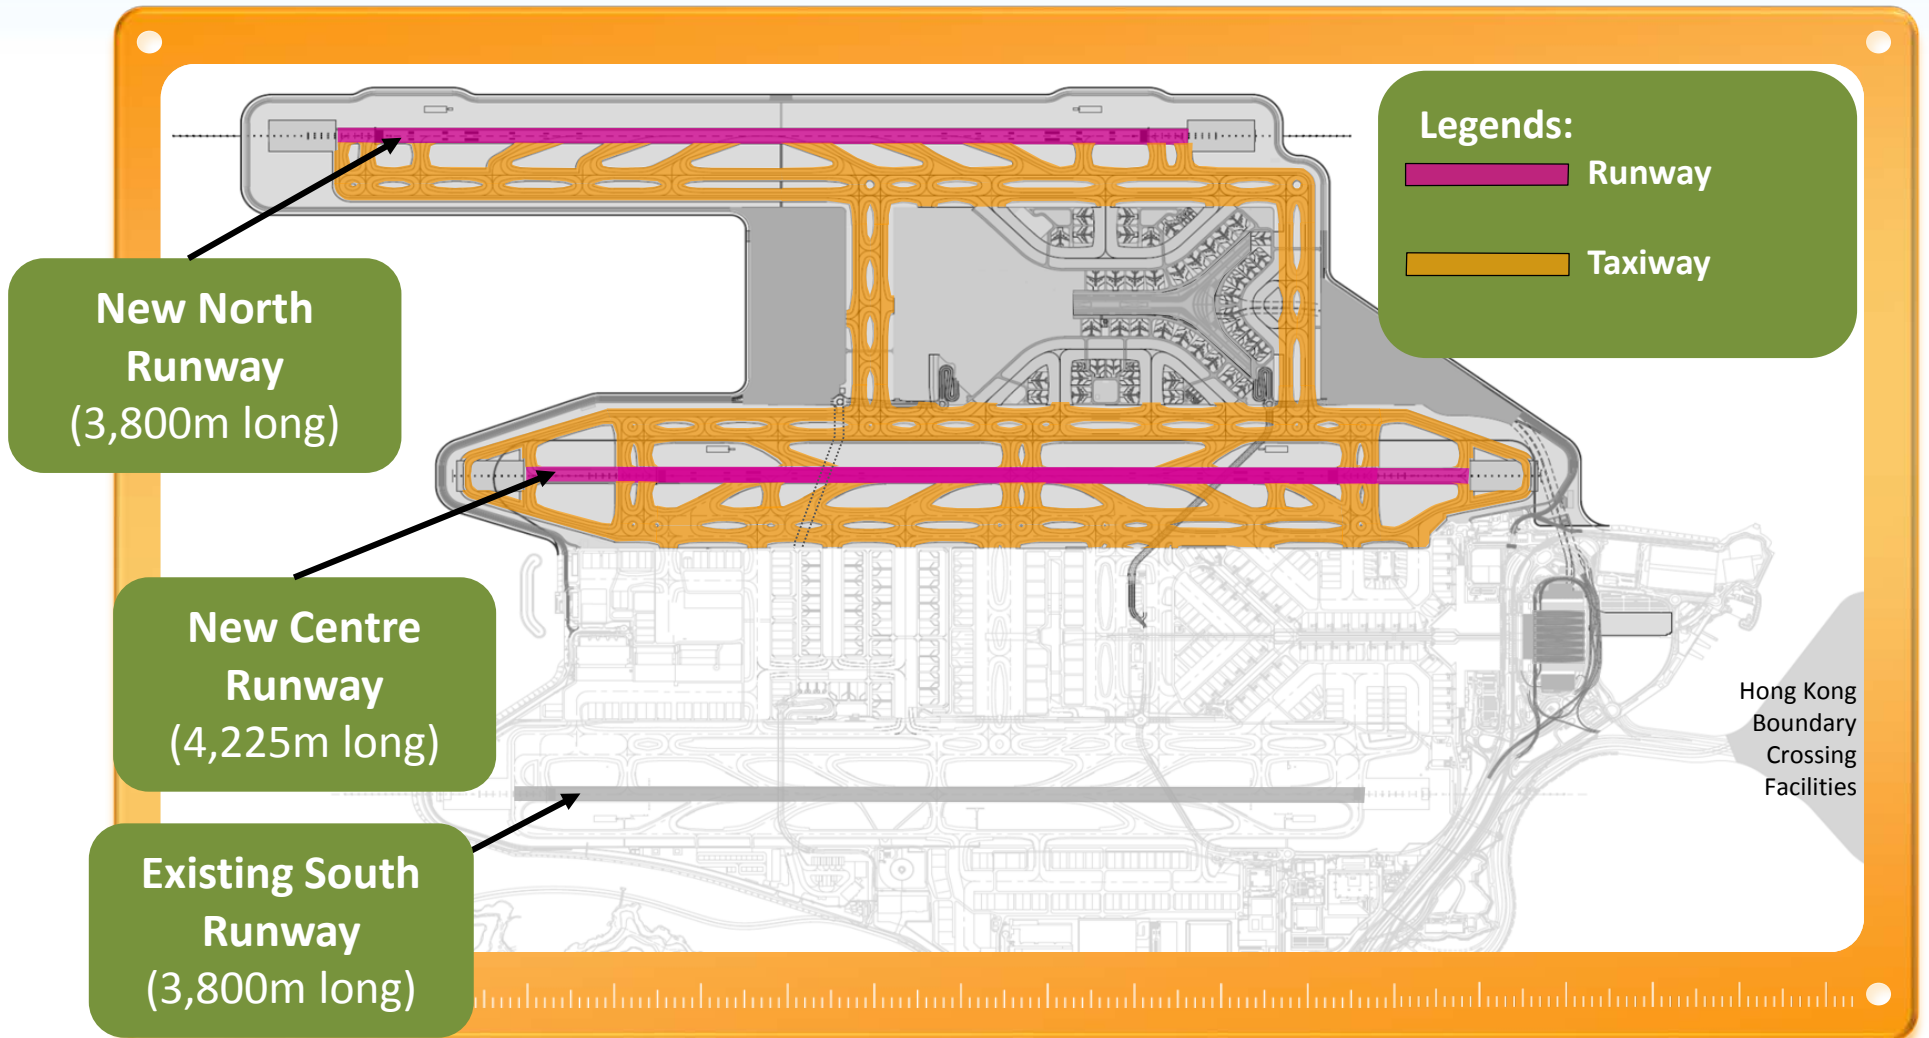 Legends:
Runway
Taxiway
New North
Runway
(3,800m long)
New Centre
Runway
(4,225m long)
Existing South
Runway
(3,800m long)
Hong Kong
Boundary
Crossing
Facilities